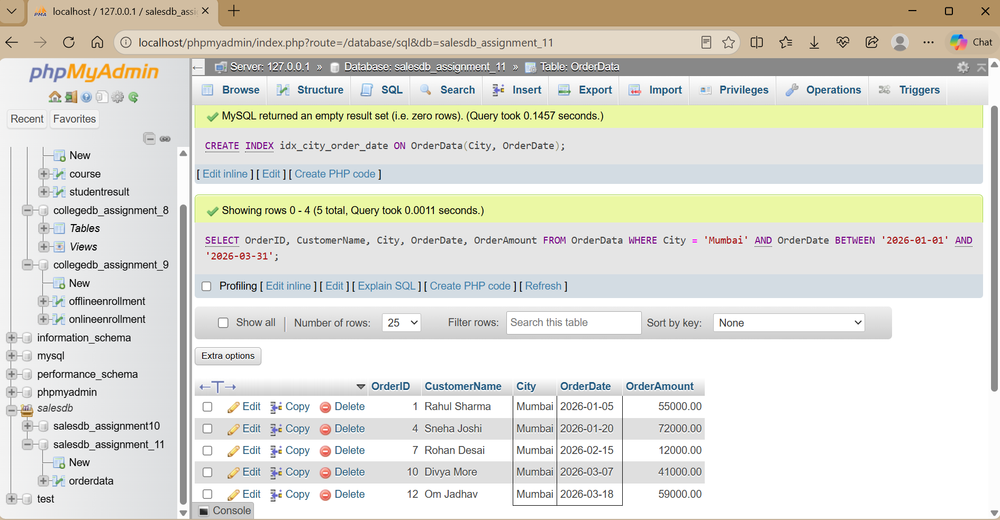 localhost / 127.0.0.1 / salesdb_assi
localhost/phpmyadmin/index.php?route=/database/sql&db=salesdb_assignment_11
Chat
phpMyAdmin
Recent
Favorites
New
course
studentresult
collegedb_assignment_8
Tables
Views
collegedb_assignment_9
New
offlineenrollment
onlineenrollment
information_schema
mysql
performance_schema
phpmyadmin
salesdb
salesdb_assignment10
salesdb_assignment_11
New
orderdata
test
Server: 127.0.0.1 » Database: salesdb_assignment_11 » Table: OrderData
Browse Structure SQL Search Insert Export Import Privileges Operations Triggers
MySQL returned an empty result set (i.e. zero rows). (Query took 0.1457 seconds.)
CREATE INDEX idx_city_order_date ON OrderData(City, OrderDate);
[ Edit inline ] [ Edit ] [ Create PHP code ]
Showing rows 0 - 4 (5 total, Query took 0.0011 seconds.)
SELECT OrderID, CustomerName, City, OrderDate, OrderAmount FROM OrderData WHERE City = 'Mumbai' AND OrderDate BETWEEN '2026-01-01' AND
'2026-03-31';
Profiling [ Edit inline ] [ Edit ] [ Explain SQL ] [ Create PHP code ] [ Refresh ]
Show all Number of rows: 25 Filter rows: Search this table Sort by key: None
Extra options
OrderID CustomerName City OrderDate OrderAmount
Edit Copy Delete 1 Rahul Sharma Mumbai 2026-01-05 55000.00
Edit Copy Delete 4 Sneha Joshi Mumbai 2026-01-20 72000.00
Edit Copy Delete 7 Rohan Desai Mumbai 2026-02-15 12000.00
Edit Copy Delete 10 Divya More Mumbai 2026-03-07 41000.00
Edit Copy Delete 12 Om Jadhav Mumbai 2026-03-18 59000.00
Console